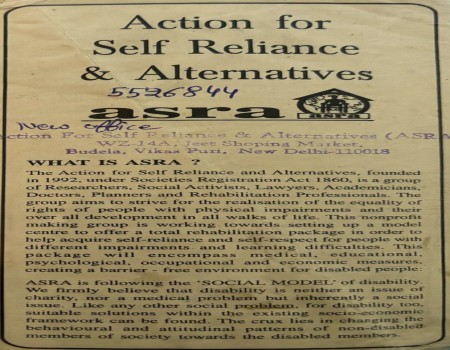 Action for
Self Reliance
& Alternatives
5526844
asra
asra
New office
ction For Self Reliance & Alternatives (ASRA
WZ-14A, Jeet Shoping Market,
Budela, Vikas Puri, New Delhi-110018
WHAT IS ASRA ?
The Action for Self Reliance and Alternatives, founded
in 1992, under Societies Registration Act 1860, is a group
of Researchers, Social Activists, Lawyers, Academicians,
Doctors, Planners and Rehabilitation Professionals. The
group aims to strive for the realisation of the equality of
rights of people with physical impairments and their
over all development in all walks of life. This nonprofit
making group is working towards setting up a model
centre to offer a total rehabilitation package in order to
help acquire self-reliance and self-respect for people with
different impairments and learning difficulties. This
package will encompass medical, educational,
psychological, occupational and economic measures,
creating a barrier - free environment for disabled people.
ASRA is following the 'SOCIAL MODEL' of disability.
We firmly believe that disability is neither an issue of
charity, nor a medical problem but inherently a social
issue. Like any other social problem, for disability too,
suitable solutions within the existing socio-economic
framework can be found. The crux lies in changing the
behavioural and attitudinal patterns of non-disabled
members of society towards the disabled members.